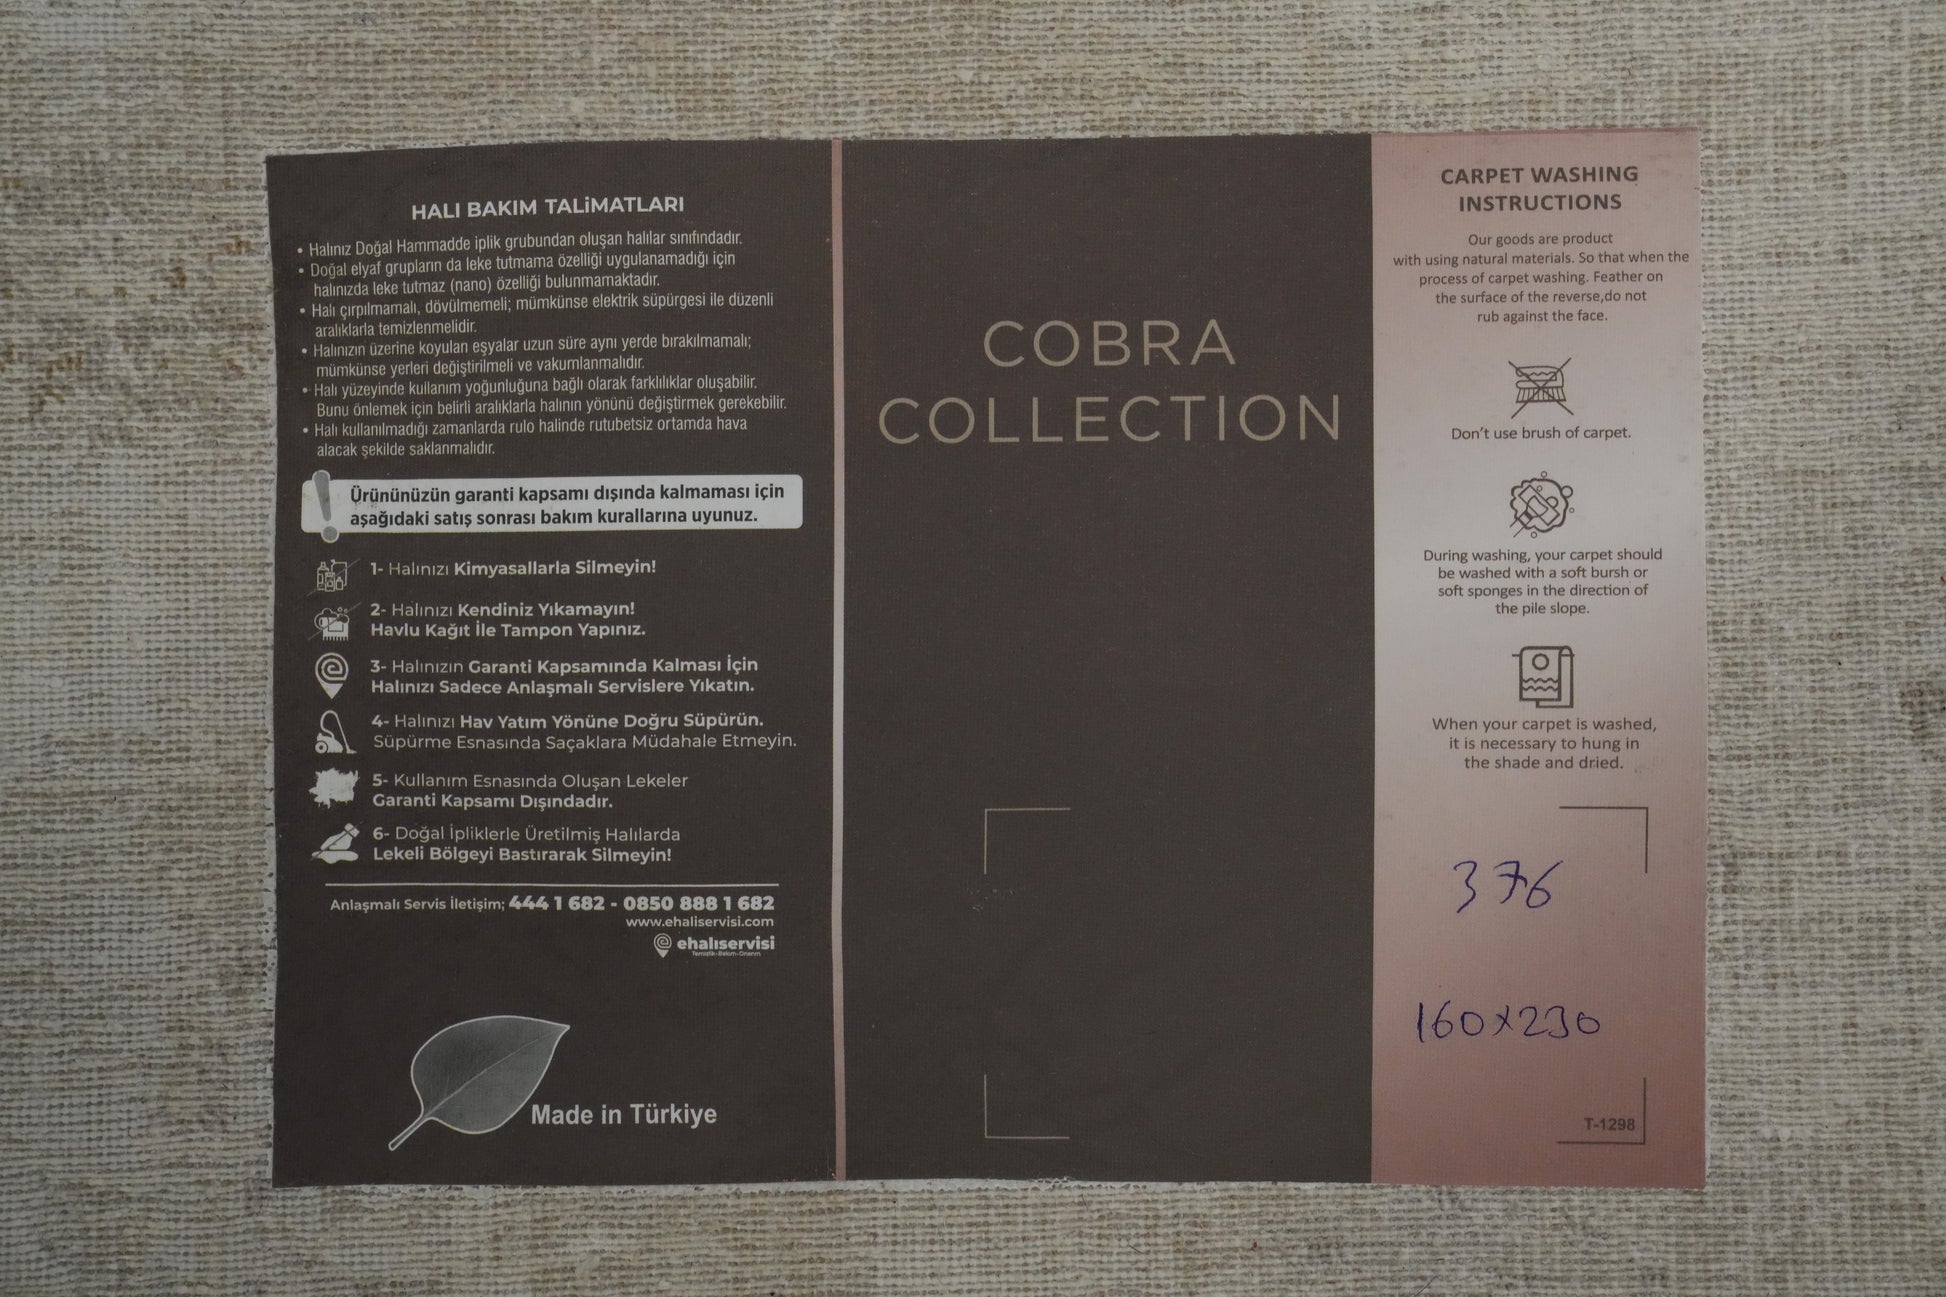 HALI BAKIM TALiMATLARI
• Halınız Doğal Hammadde iplik grubundan oluşan halılar sınıfındadır.
• Doğal elyaf grupların da leke tutmama özelliği uygulanamadığı için
halınızda leke tutmaz (nano) özelliği bulunmamaktadır.
• Halı çırpılmamalı, dövülmemeli; mümkünse elektrik süpürgesi ile düzenli
aralıklarla temizlenmelidir.
• Halınızın üzerine koyulan eşyalar uzun süre aynı yerde bırakılmamalı;
mümkünse yerleri değiştirilmeli ve vakumlanmalıdır.
• Halı yüzeyinde kullanım yoğunluğuna bağlı olarak farklılıklar oluşabilir.
Bunu önlemek için belirli aralıklarla halının yönünü değiştirmek gerekebilir.
• Halı kullanılmadığı zamanlarda rulo halinde rutubetsiz ortamda hava
alacak şekilde saklanmalıdır.
Ürününüzün garanti kapsamı dışında kalmaması için
aşağıdaki satış sonrası bakım kurallarına uyunuz.
1- Halınızı Kimyasallarla Silmeyin!
2- Halınızı Kendiniz Yıkamayın!
Havlu Kağıt İle Tampon Yapınız.
3- Halınızın Garanti Kapsamında Kalması İçin
Halınızı Sadece Anlaşmalı Servislere Yıkatın.
4- Halınızı Hav Yatım Yönüne Doğru Süpürün.
Süpürme Esnasında Saçaklara Müdahale Etmeyin.
5- Kullanım Esnasında Oluşan Lekeler
Garanti Kapsamı Dışındadır.
6- Doğal İpliklerle Üretilmiş Halılarda
Lekeli Bölgeyi Bastırarak Silmeyin!
Anlaşmalı Servis İletişim; 444 1 682 - 0850 888 1 682
www.ehaliservisi.com
ehalıservisi
Temizlik-Bakım-Onarım
Made in Türkiye
COBRA
COLLECTION
CARPET WASHING
INSTRUCTIONS
Our goods are product
with using natural materials. So that when the
process of carpet washing. Feather on
the surface of the reverse,do not
rub against the face.
Don't use brush of carpet.
During washing, your carpet should
be washed with a soft bursh or
soft sponges in the direction of
the pile slope.
When your carpet is washed,
it is necessary to hung in
the shade and dried.
376
160x230
T-1298